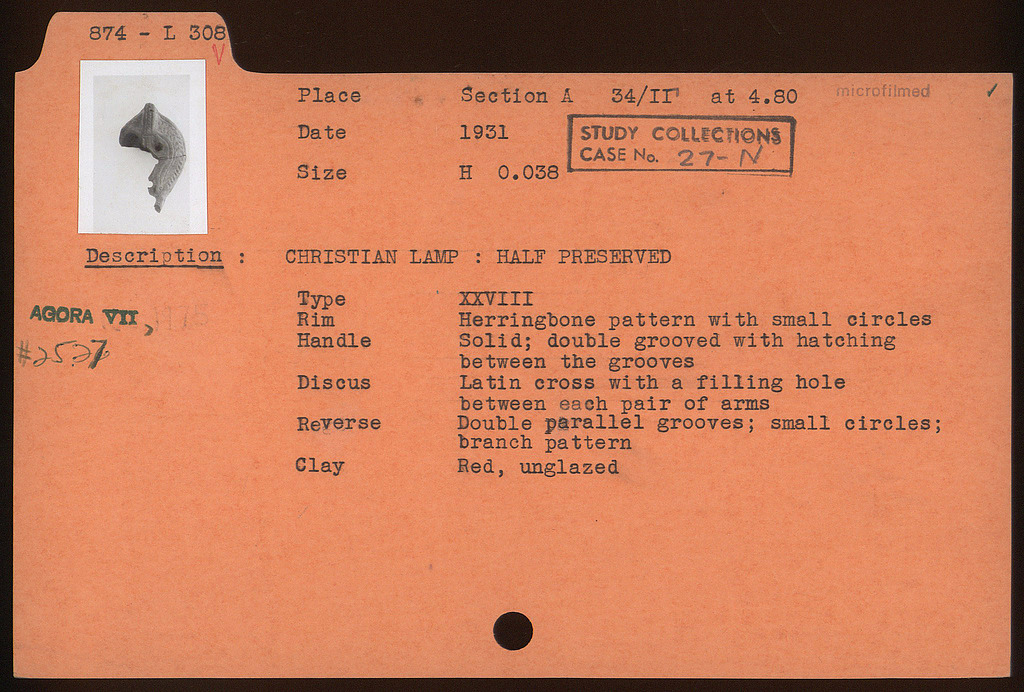 874 - L 308
V
Place Section A 34/II at 4.80 microfilmed ✓
Date 1931
STUDY COLLECTIONS
CASE No. 27-N
Size H 0.038
Description : CHRISTIAN LAMP : HALF PRESERVED
Type XXVIII
AGORA VII,
Rim Herringbone pattern with small circles
Handle Solid; double grooved with hatching
between the grooves
#2527
Discus Latin cross with a filling hole
between each pair of arms
Reverse Double parallel grooves; small circles;
branch pattern
Clay Red, unglazed